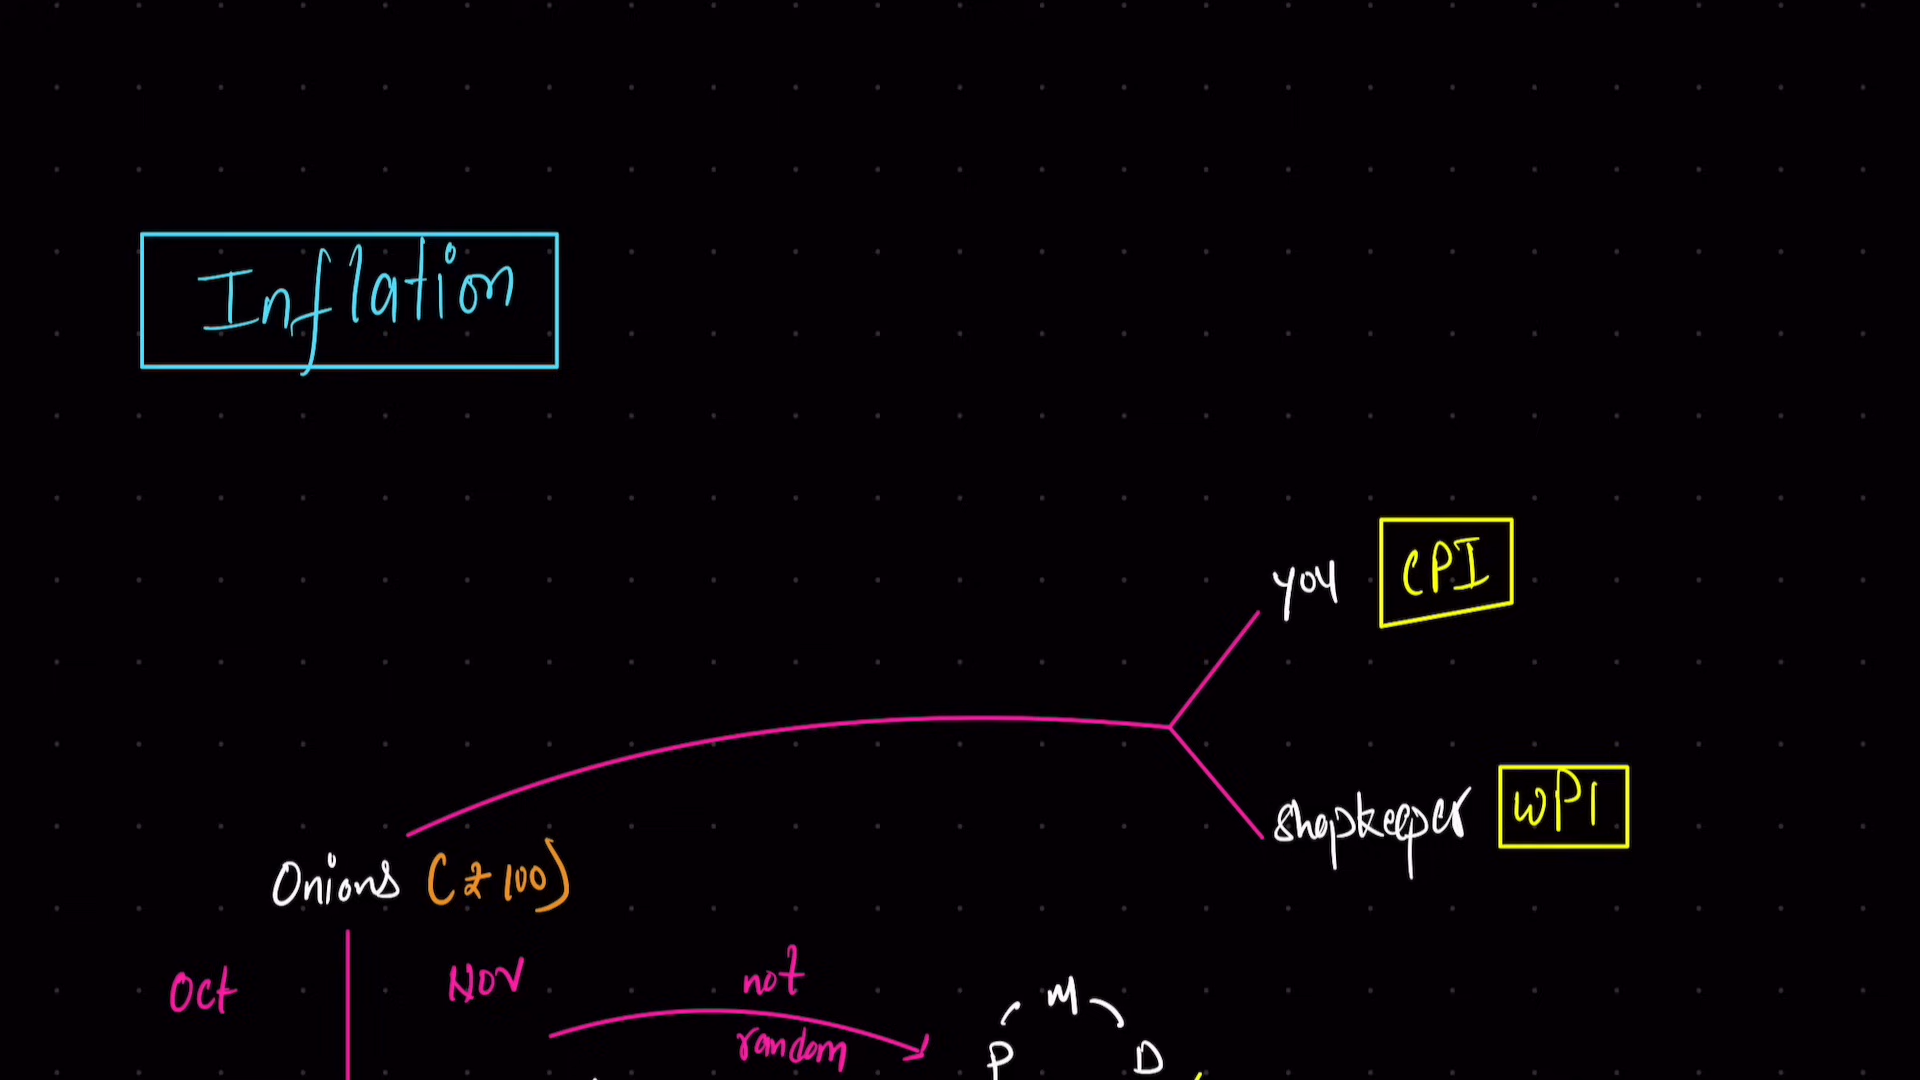 Inflation
you CPI
shopkeeper WPI
Onions (₹ 100)
Oct Nov not
random
M
P D